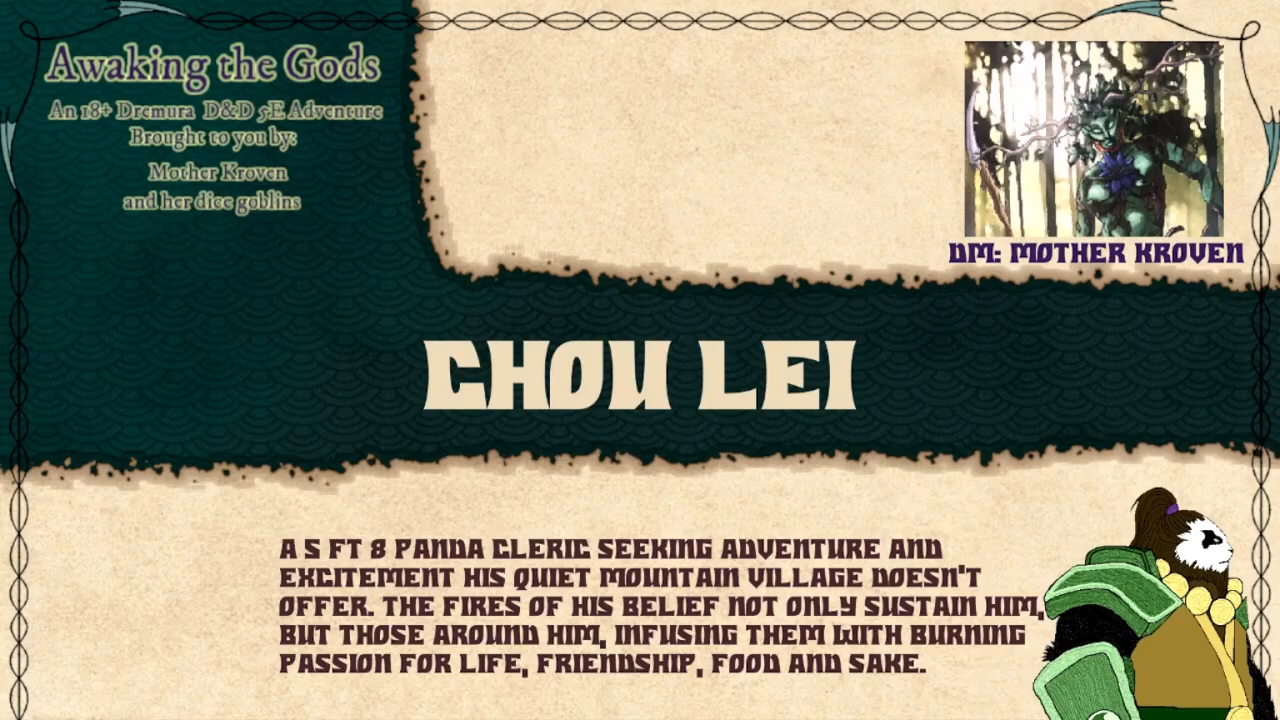 Awaking the Gods
An 18+ Dremura D&D 5E Adventure
Brought to you by:
Mother Kroven
and her dice goblins
DM: MOTHER KROVEN
CHOU LEI
A 5 FT 8 PANDA CLERIC SEEKING ADVENTURE AND
EXCITEMENT HIS QUIET MOUNTAIN VILLAGE DOESN'T
OFFER. THE FIRES OF HIS BELIEF NOT ONLY SUSTAIN HIM,
BUT THOSE AROUND HIM, INFUSING THEM WITH BURNING
PASSION FOR LIFE, FRIENDSHIP, FOOD AND SAKE.